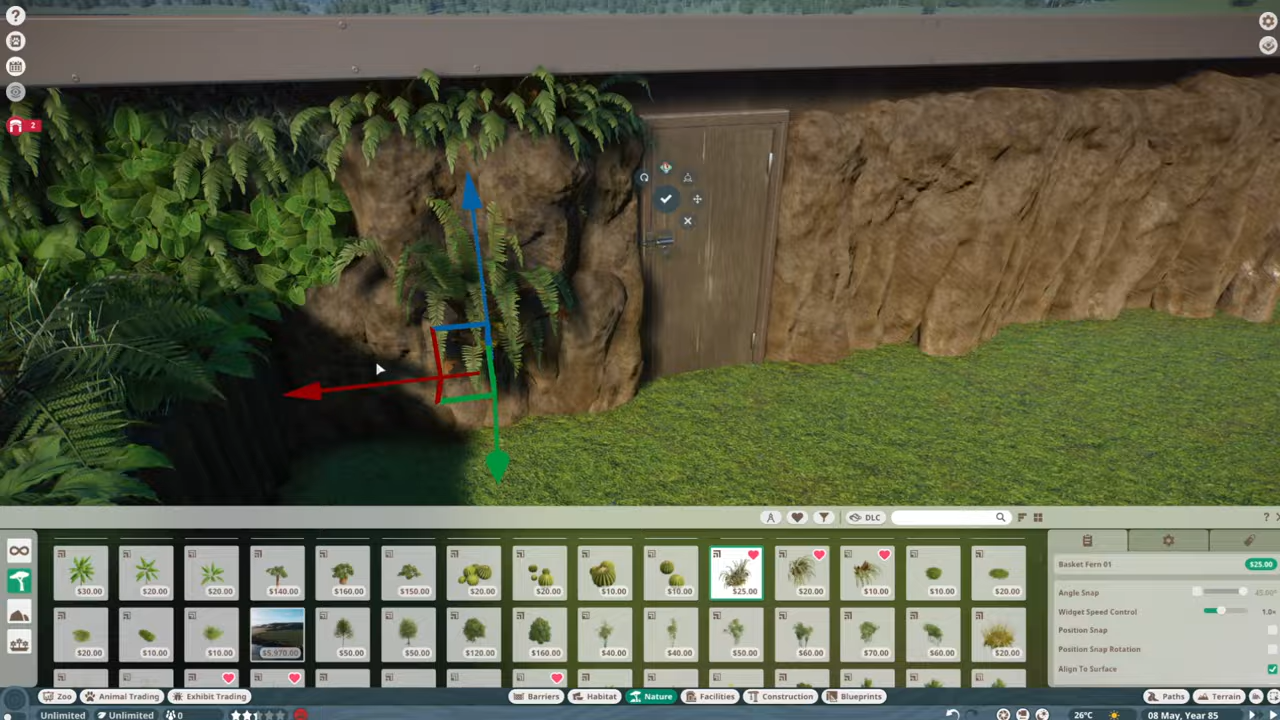 ?
2
A DLC ?
$30.00 $20.00 $20.00 $140.00 $160.00 $150.00 $20.00 $20.00 $10.00 $10.00 $25.00 $20.00 $10.00 $10.00 $20.00
$20.00 $10.00 $10.00 $5,970.00 $50.00 $50.00 $120.00 $160.00 $40.00 $40.00 $50.00 $60.00 $70.00 $60.00 $20.00
Basket Fern 01 $25.00
Angle Snap 45.00°
Widget Speed Control 1.0×
Position Snap
Position Snap Rotation
Align To Surface
Zoo Animal Trading Exhibit Trading Barriers Habitat Nature Facilities Construction Blueprints Paths Terrain
Unlimited Unlimited 0 26°C 08 May, Year 85